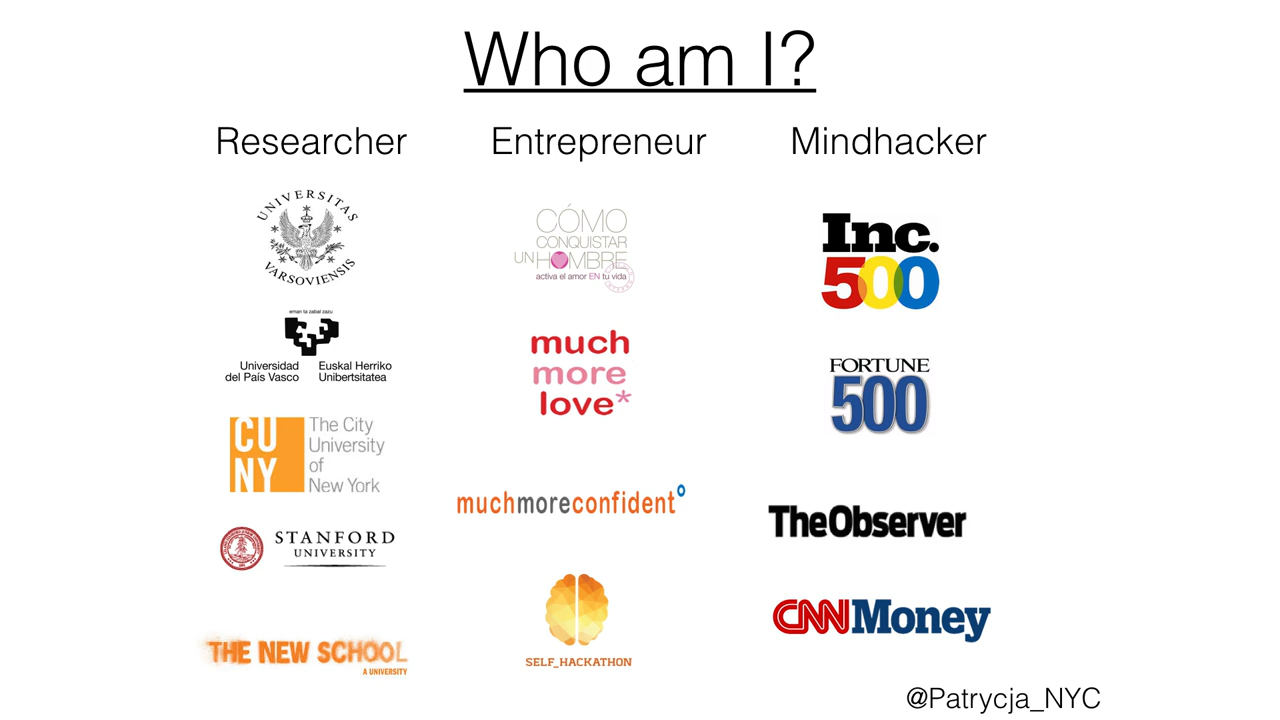 Who am I?
Researcher
Entrepreneur
Mindhacker
UNIVERSITAS
VARSOVIENSIS
eman ta zabal zazu
Universidad
del País Vasco
Euskal Herriko
Unibertsitatea
CU
NY
The City
University
of
New York
STANFORD
UNIVERSITY
THE NEW SCHOOL
A UNIVERSITY
CÓMO
CONQUISTAR
UN HOMBRE
activa el amor EN tu vida
much
more
love*
muchmoreconfident°
SELF_HACKATHON
Inc.
500
FORTUNE
500
TheObserver
CNNMoney
@Patrycja_NYC